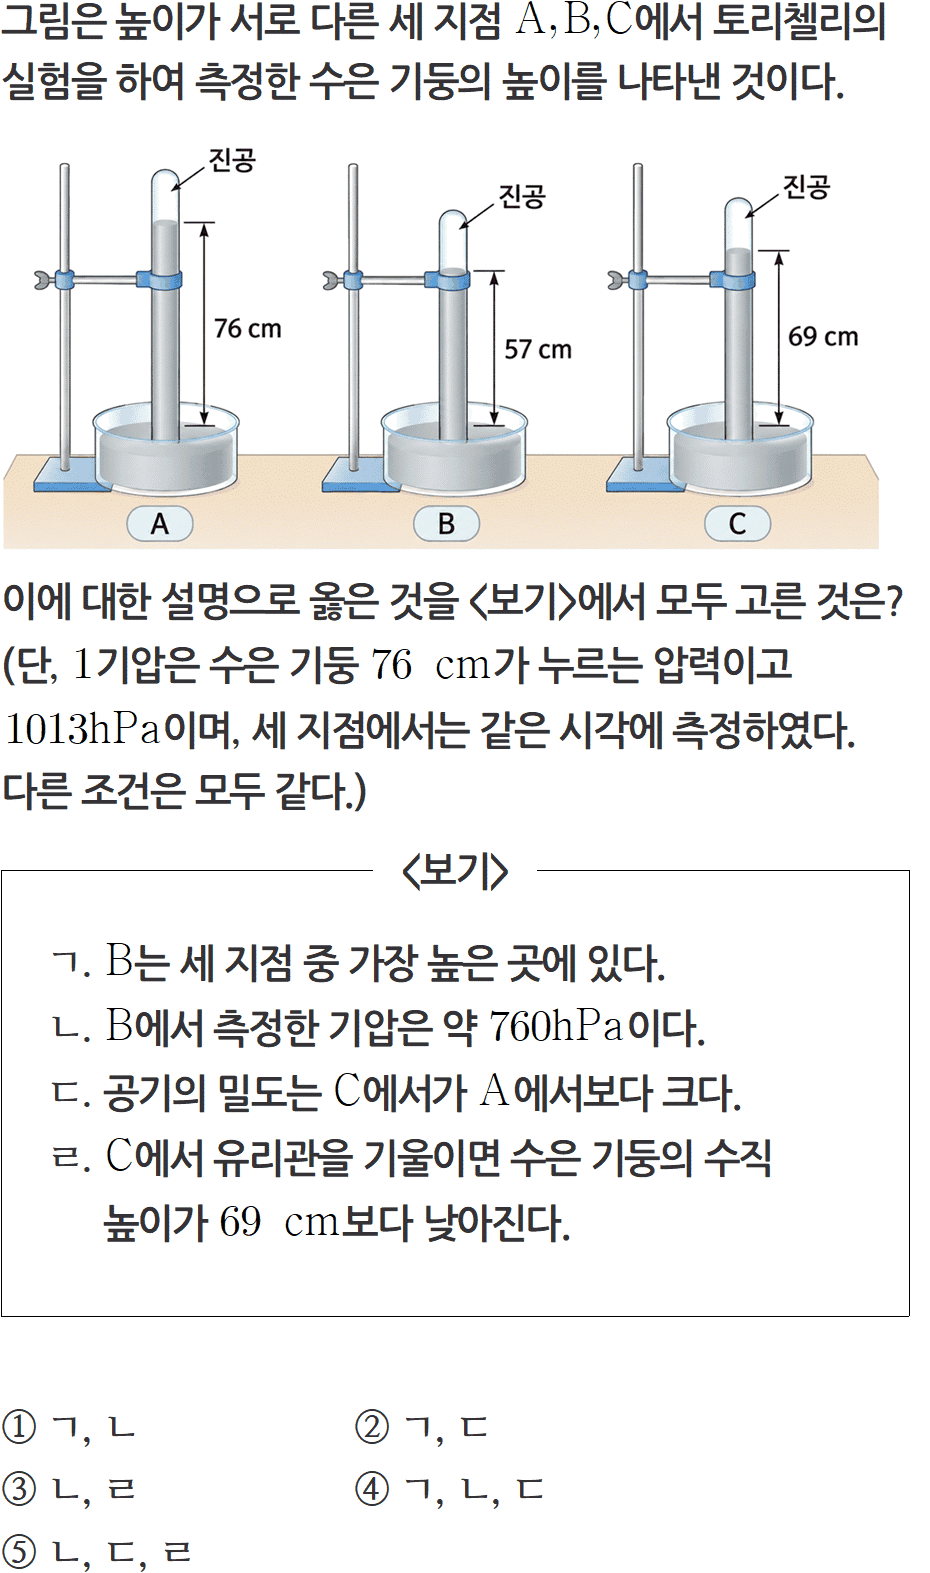 그림은 높이가 서로 다른 세 지점 A,B,C에서 토리첼리의
실험을 하여 측정한 수은 기둥의 높이를 나타낸 것이다.
진공
진공
진공
76 cm
57 cm
69 cm
A
B
C
이에 대한 설명으로 옳은 것을 <보기>에서 모두 고른 것은?
(단, 1기압은 수은 기둥 76 cm가 누르는 압력이고
1013hPa이며, 세 지점에서는 같은 시각에 측정하였다.
다른 조건은 모두 같다.)
<보기>
ㄱ. B는 세 지점 중 가장 높은 곳에 있다.
ㄴ. B에서 측정한 기압은 약 760hPa이다.
ㄷ. 공기의 밀도는 C에서가 A에서보다 크다.
ㄹ. C에서 유리관을 기울이면 수은 기둥의 수직
높이가 69 cm보다 낮아진다.
① ㄱ, ㄴ ② ㄱ, ㄷ
③ ㄴ, ㄹ ④ ㄱ, ㄴ, ㄷ
⑤ ㄴ, ㄷ, ㄹ